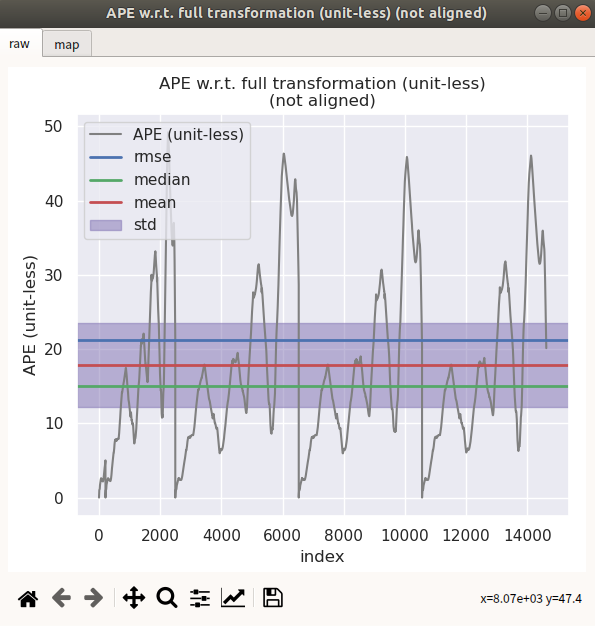 APE w.r.t. full transformation (unit-less) (not aligned)
raw
map
APE w.r.t. full transformation (unit-less)
(not aligned)
APE (unit-less)
rmse
median
mean
std
50
40
30
20
10
0
APE (unit-less)
0
2000
4000
6000
8000
10000
12000
14000
index
x=8.07e+03 y=47.4